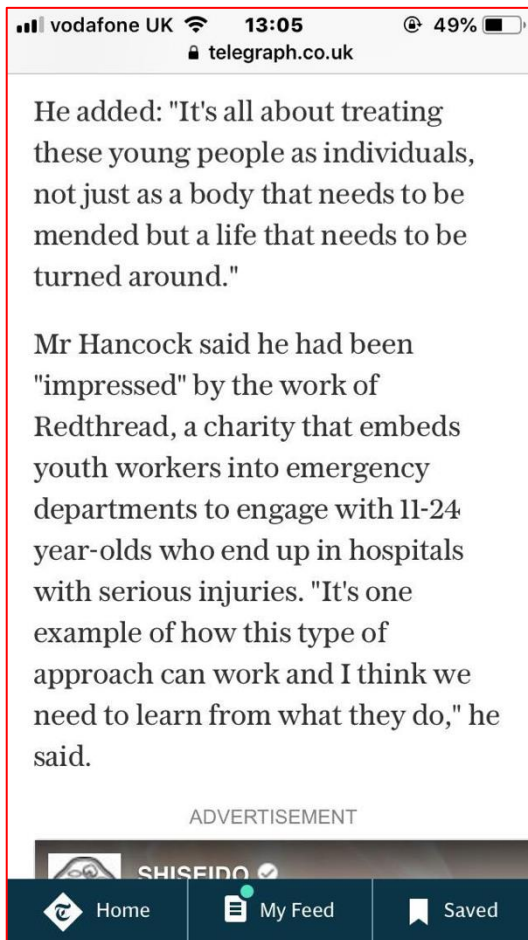 vodafone UK 13:05 49%
telegraph.co.uk
He added: "It's all about treating
these young people as individuals,
not just as a body that needs to be
mended but a life that needs to be
turned around."
Mr Hancock said he had been
"impressed" by the work of
Redthread, a charity that embeds
youth workers into emergency
departments to engage with 11-24
year-olds who end up in hospitals
with serious injuries. "It's one
example of how this type of
approach can work and I think we
need to learn from what they do," he
said.
ADVERTISEMENT
SHISEIDO
Home My Feed Saved